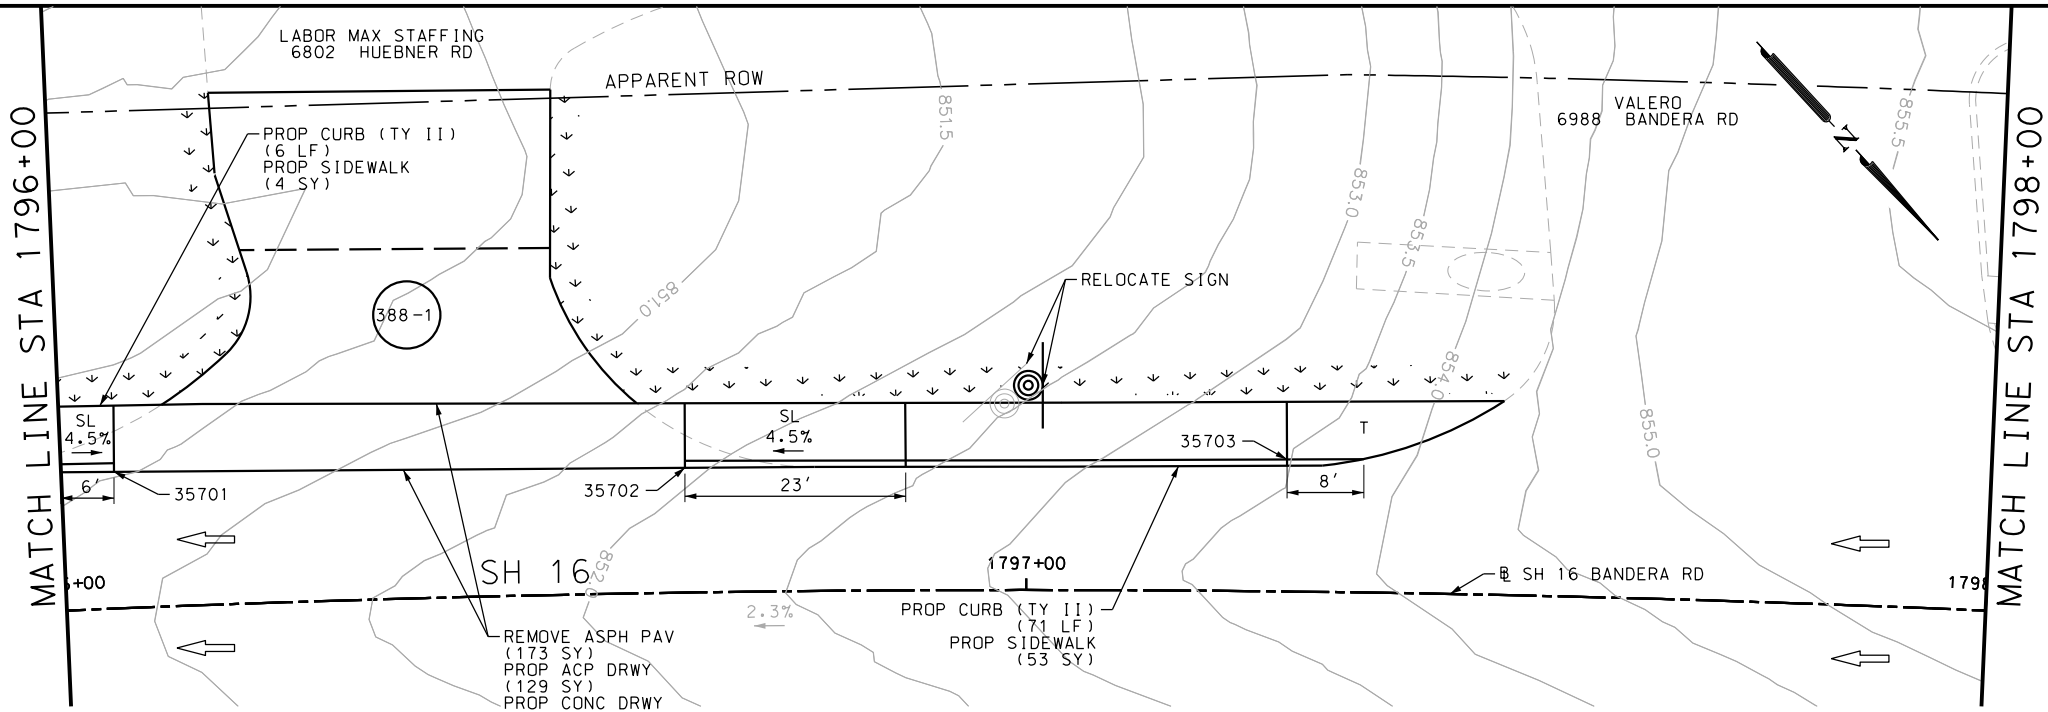 LABOR MAX STAFFING
6802 HUEBNER RD
APPARENT ROW
VALERO
6988 BANDERA RD
PROP CURB (TY II)
(6 LF)
PROP SIDEWALK
(4 SY)
MATCH LINE STA 1796+00
MATCH LINE STA 1798+00
N
851.5
853.0
853.5
855.5
851.0
854.0
855.0
852.0
388-1
RELOCATE SIGN
SL
4.5%
SL
4.5%
T
35703
6'
35701
35702
23'
8'
SH 16
1797+00
+00
1798
BL SH 16 BANDERA RD
2.3%
PROP CURB (TY II)
(71 LF)
PROP SIDEWALK
(53 SY)
REMOVE ASPH PAV
(173 SY)
PROP ACP DRWY
(129 SY)
PROP CONC DRWY